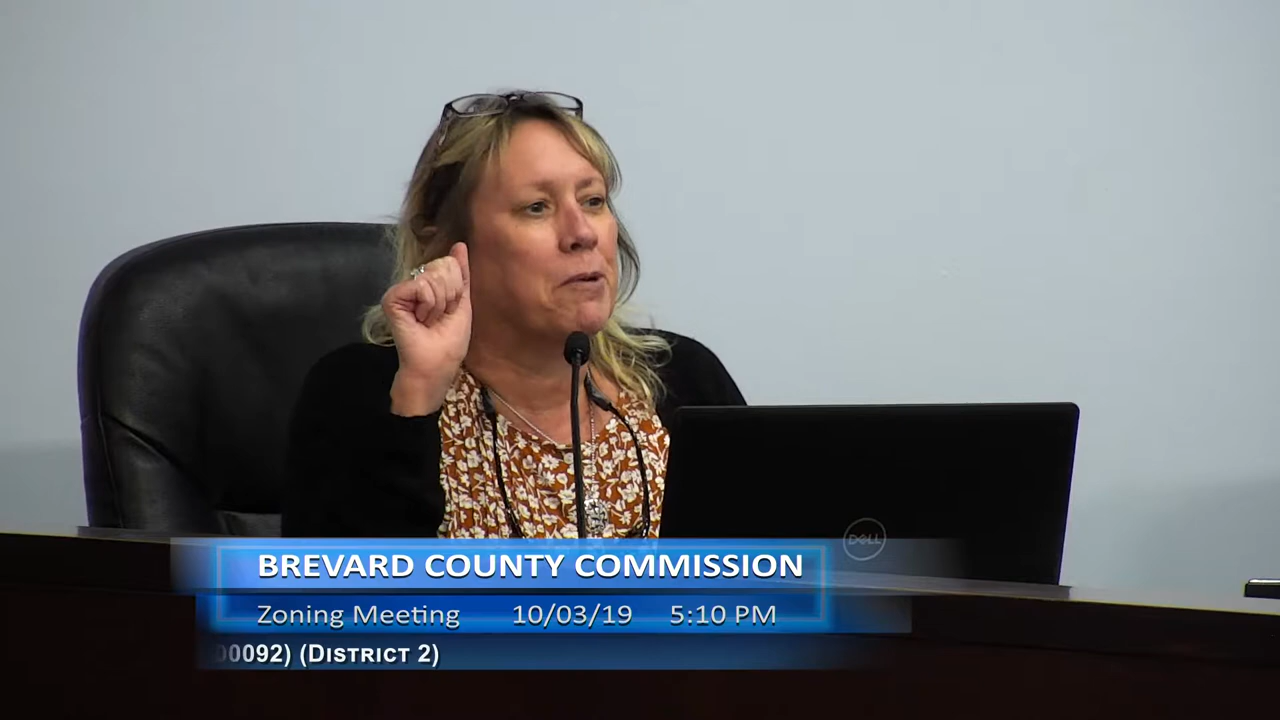 DELL
BREVARD COUNTY COMMISSION
Zoning Meeting 10/03/19 5:10 PM
00092) (DISTRICT 2)